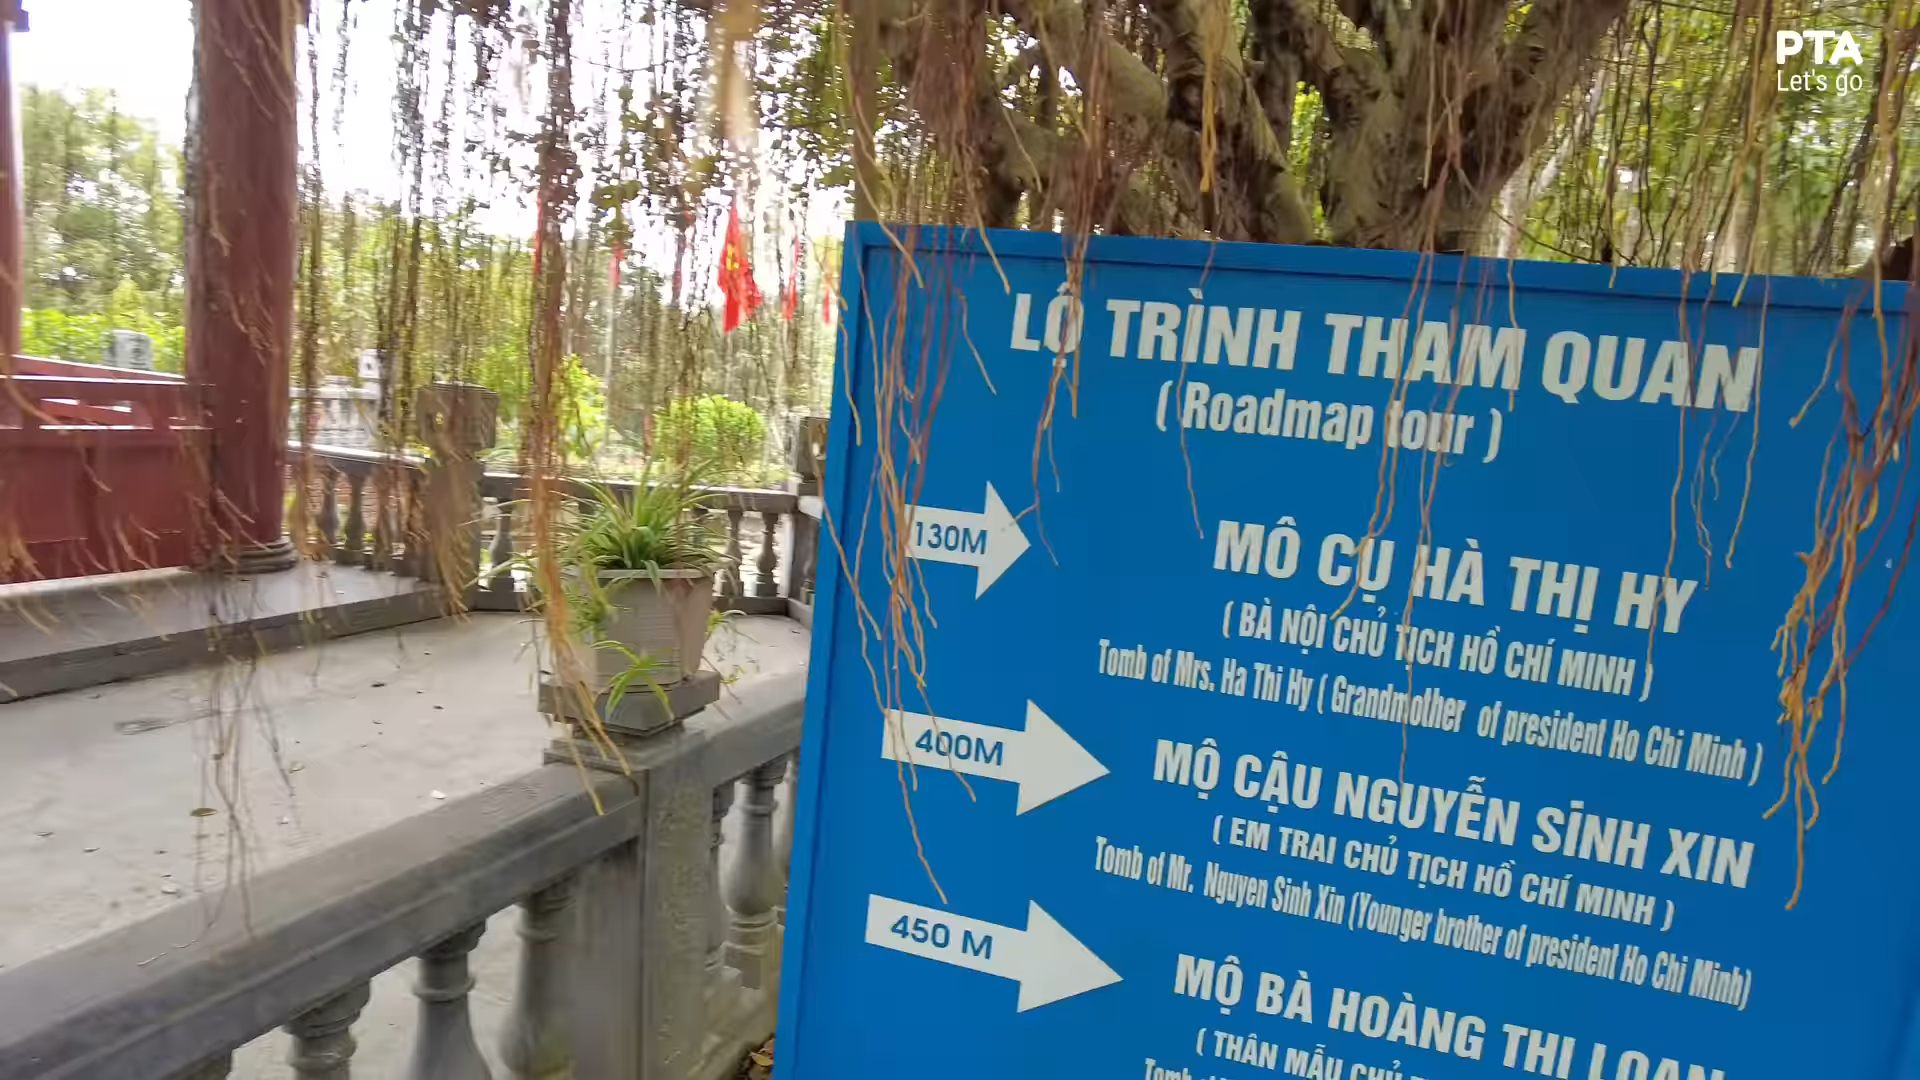 PTA
Let's go
LỘ TRÌNH THAM QUAN
( Roadmap tour )
130M
MÔ CỤ HÀ THỊ HY
( BÀ NỘI CHỦ TỊCH HỒ CHÍ MINH )
Tomb of Mrs. Ha Thi Hy ( Grandmother of president Ho Chi Minh )
400M
MỘ CẬU NGUYỄN SINH XIN
( EM TRAI CHỦ TỊCH HỒ CHÍ MINH )
Tomb of Mr. Nguyen Sinh Xin (Younger brother of president Ho Chi Minh)
450 M
MỘ BÀ HOÀNG THỊ LOAN
( THÂN MẪU CHỦ
Tomb